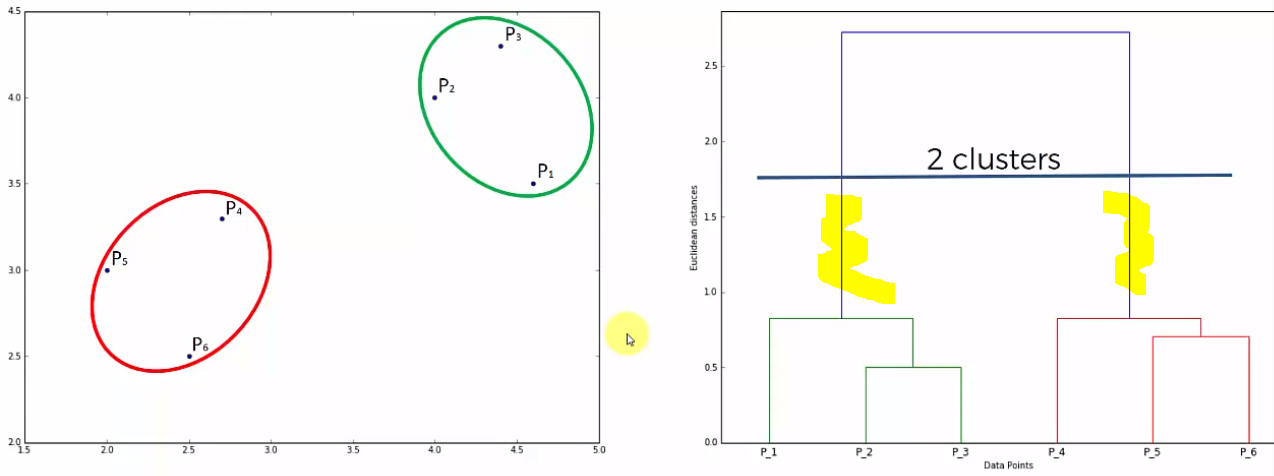 4.5
4.0
3.5
3.0
2.5
2.0
1.5 2.0 2.5 3.0 3.5 4.0 4.5 5.0
P₃
P₂
P₁
P₄
P₅
P₆
2.5
2.0
1.5
1.0
0.5
0.0
Euclidean distances
2 clusters
P_1 P_2 P_3 P_4 P_5 P_6
Data Points